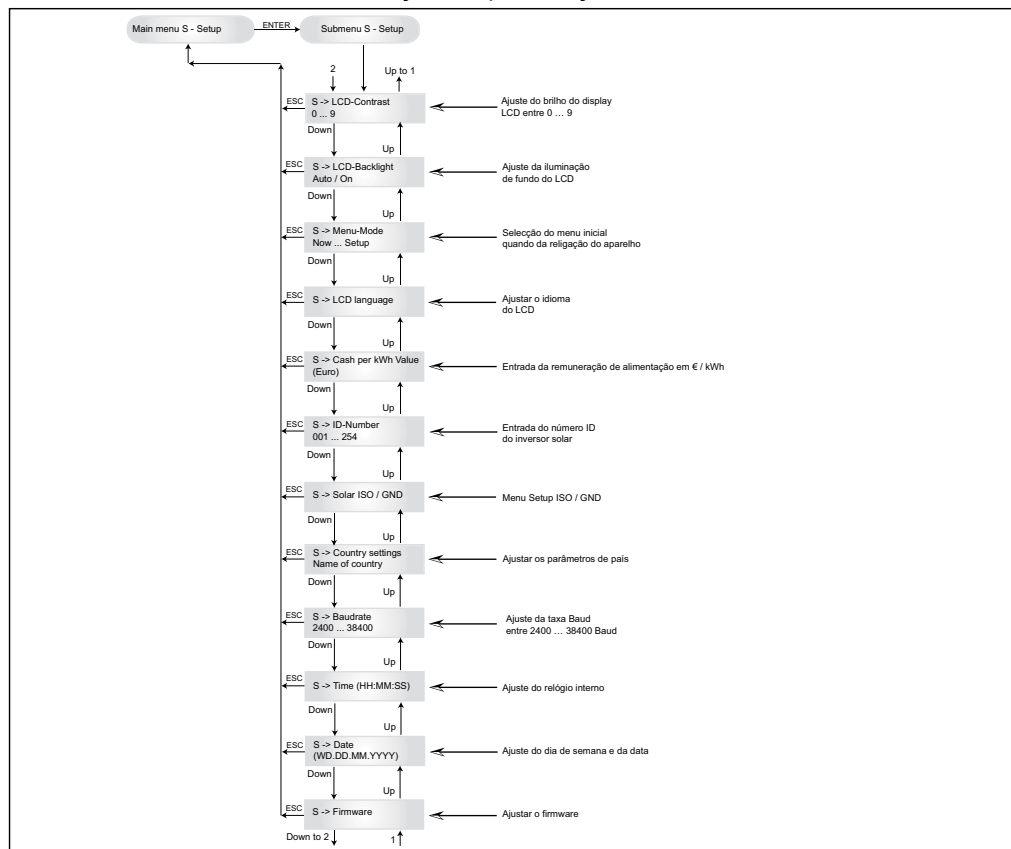 Main menu S - Setup
ENTER
Submenu S - Setup
2
Up to 1
ESC
S -> LCD-Contrast
0 ... 9
Ajuste do brilho do display
LCD entre 0 … 9
Down
Up
ESC
S -> LCD-Backlight
Auto / On
Ajuste da iluminação
de fundo do LCD
Down
Up
ESC
S -> Menu-Mode
Now ... Setup
Selecção do menu inicial
quando da religação do aparelho
Down
Up
ESC
S -> LCD language
Ajustar o idioma
do LCD
Down
Up
ESC
S -> Cash per kWh Value
(Euro)
Entrada da remuneração de alimentação em € / kWh
Down
Up
ESC
S -> ID-Number
001 ... 254
Entrada do número ID
do inversor solar
Down
Up
ESC
S -> Solar ISO / GND
Menu Setup ISO / GND
Down
Up
ESC
S -> Country settings
Name of country
Ajustar os parâmetros de país
Down
Up
ESC
S -> Baudrate
2400 ... 38400
Ajuste da taxa Baud
entre 2400 … 38400 Baud
Down
Up
ESC
S -> Time (HH:MM:SS)
Ajuste do relógio interno
Down
Up
ESC
S -> Date
(WD.DD.MM.YYYY)
Ajuste do dia de semana e da data
Down
Up
ESC
S -> Firmware
Ajustar o firmware
Down to 2
1